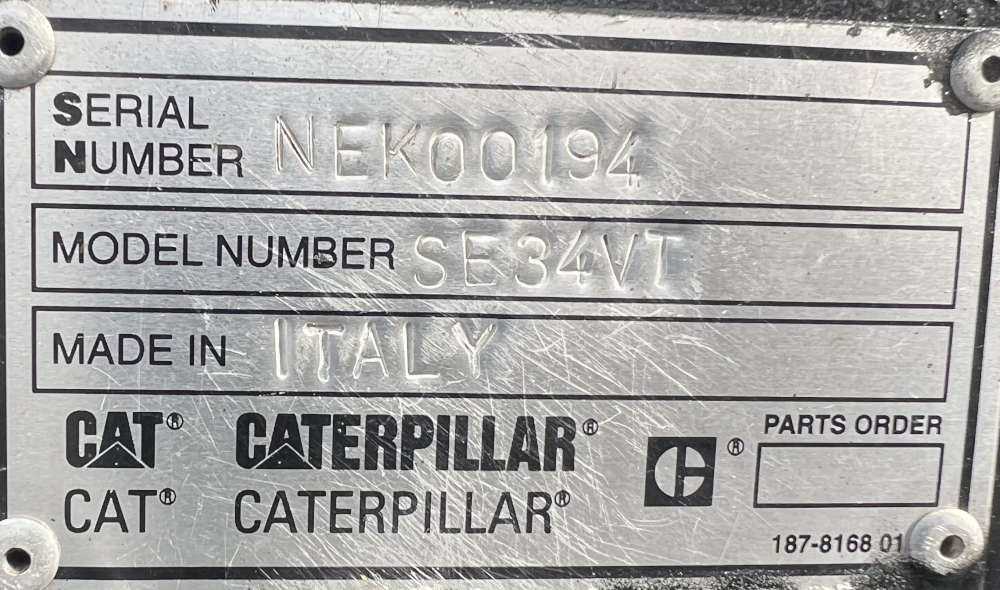 SERIAL
NUMBER NEK00194
MODEL NUMBER SE34VT
MADE IN ITALY
CAT® CATERPILLAR® C® PARTS ORDER
CAT® CATERPILLAR®
187-8168 01